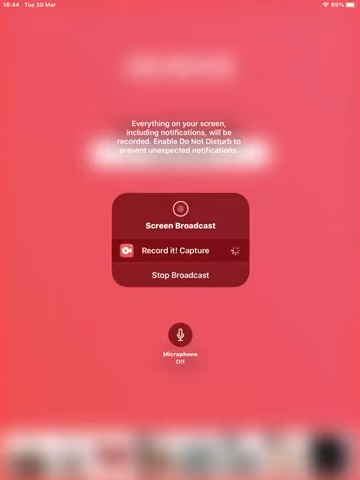 16:44 Tue 30 Mar 85%
Everything on your screen,
including notifications, will be
recorded. Enable Do Not Disturb to
prevent unexpected notifications.
Screen Broadcast
Record it! Capture
Stop Broadcast
Microphone
Off